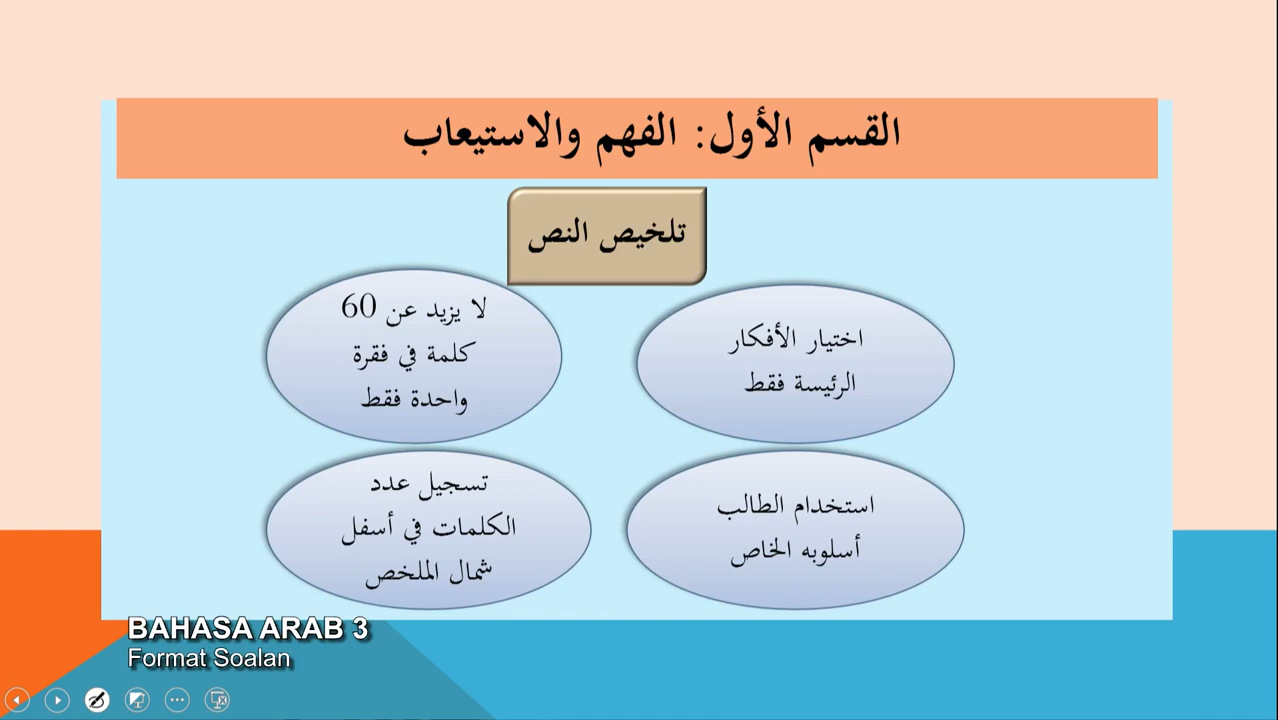 القسم الأول: الفهم والاستيعاب
تلخيص النص
اختيار الأفكار
الرئيسة فقط
لا يزيد عن 60
كلمة في فقرة
واحدة فقط
استخدام الطالب
أسلوبه الخاص
تسجيل عدد
الكلمات في أسفل
شمال الملخص
BAHASA ARAB 3
Format Soalan